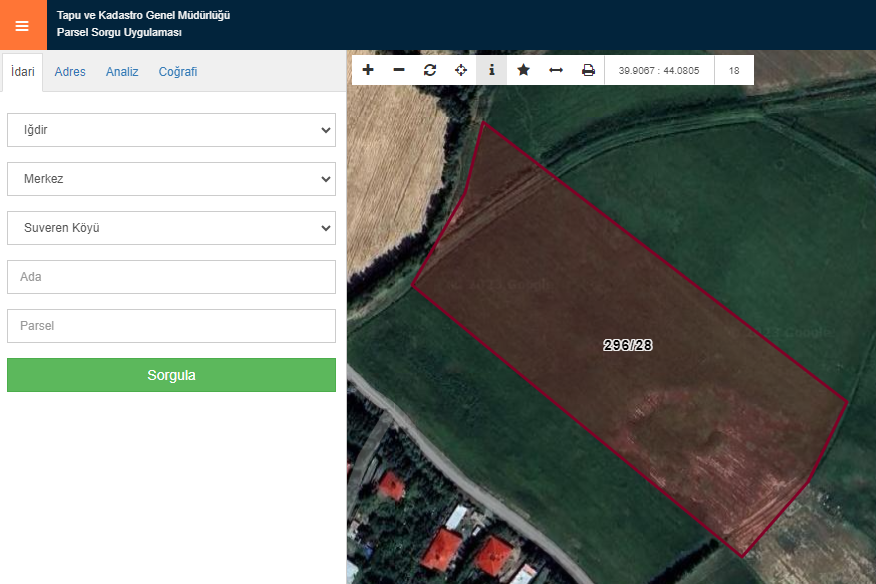 Tapu ve Kadastro Genel Müdürlüğü
Parsel Sorgu Uygulaması
İdari Adres Analiz Coğrafi
39.9067 : 44.0805 18
Iğdir
Merkez
Suveren Köyü
Ada
Parsel
Sorgula
296/28